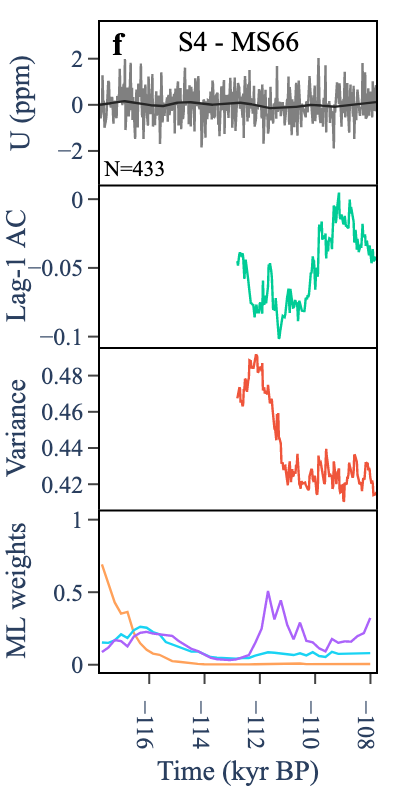 f S4 - MS66
U (ppm)
2
0
−2
N=433
Lag-1 AC
0
−0.05
−0.1
Variance
0.48
0.46
0.44
0.42
ML weights
1
0.5
0
−116
−114
−112
−110
−108
Time (kyr BP)